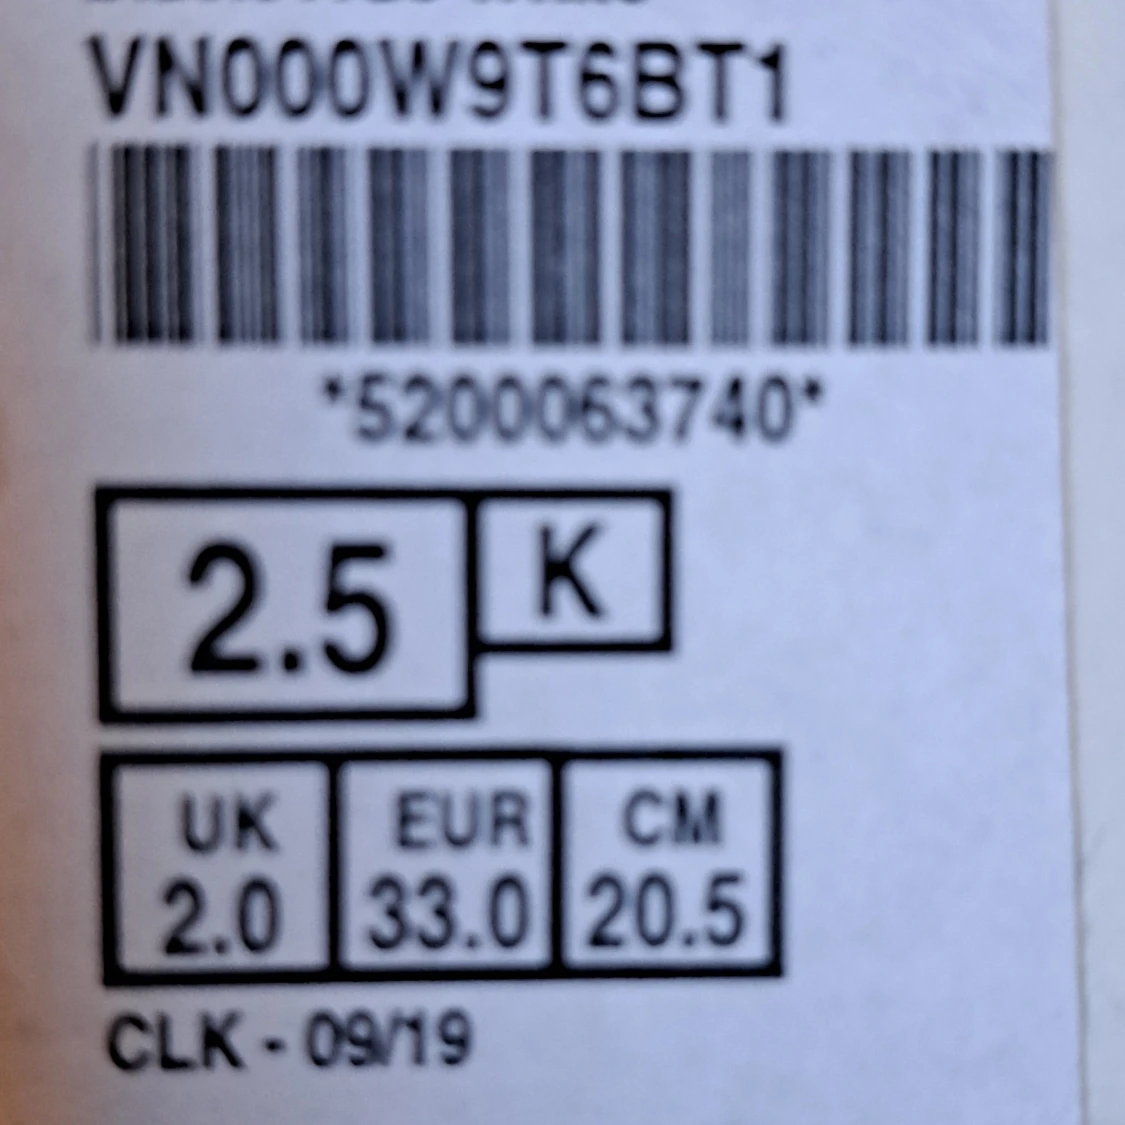 VN000W9T6BT1
*5200063740*
2.5 K
UK EUR CM
2.0 33.0 20.5
CLK - 09/19